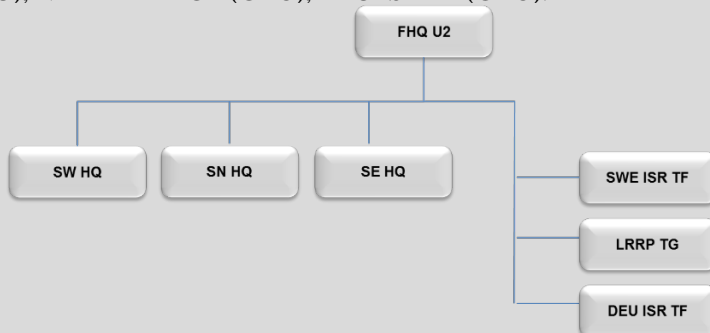 FHQ U2
SW HQ
SN HQ
SE HQ
SWE ISR TF
LRRP TG
DEU ISR TF